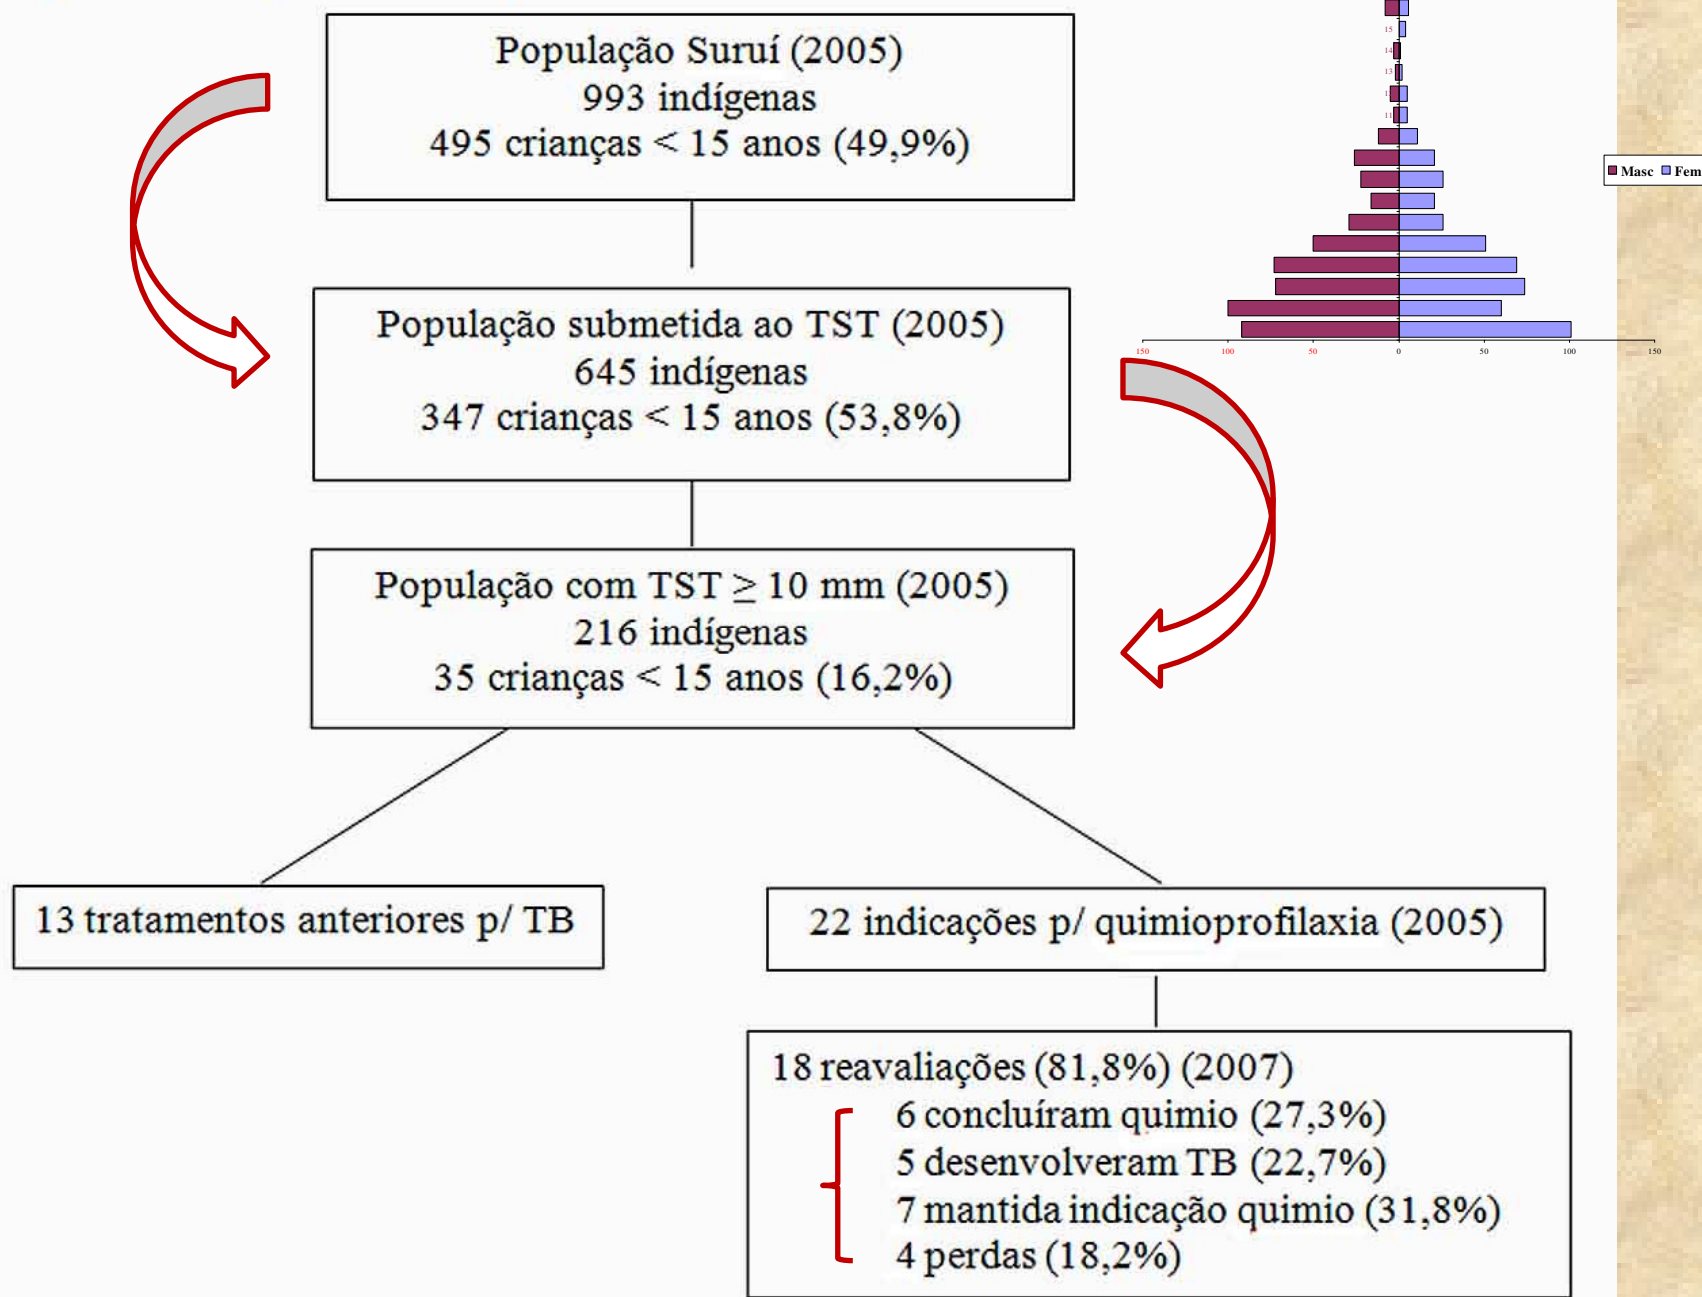 População Suruí (2005)
993 indígenas
495 crianças < 15 anos (49,9%)
15
14
13
11
Masc Fem
150 100 50 0 50 100 150
População submetida ao TST (2005)
645 indígenas
347 crianças < 15 anos (53,8%)
População com TST ≥ 10 mm (2005)
216 indígenas
35 crianças < 15 anos (16,2%)
13 tratamentos anteriores p/ TB
22 indicações p/ quimioprofilaxia (2005)
18 reavaliações (81,8%) (2007)
6 concluíram quimio (27,3%)
5 desenvolveram TB (22,7%)
7 mantida indicação quimio (31,8%)
4 perdas (18,2%)